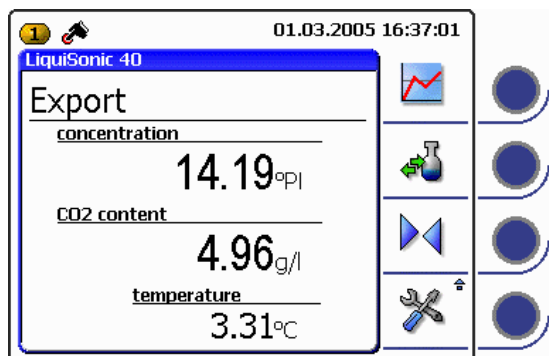 1 01.03.2005 16:37:01
LiquiSonic 40
Export
concentration
14.19°Pl
CO2 content
4.96g/l
temperature
3.31°C